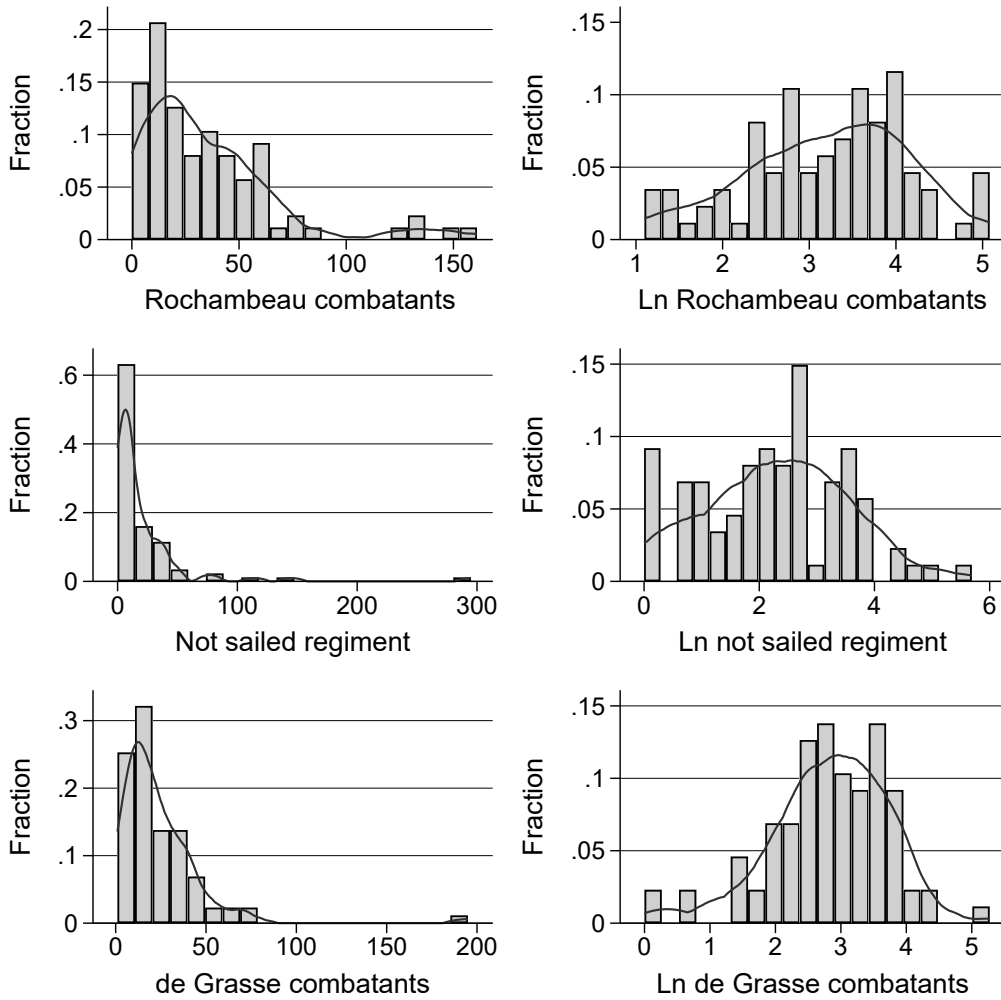 .2
.15
.1
.05
0
Fraction
0 50 100 150
Rochambeau combatants
.15
.1
.05
0
Fraction
1 2 3 4 5
Ln Rochambeau combatants
.6
.4
.2
0
Fraction
0 100 200 300
Not sailed regiment
.15
.1
.05
0
Fraction
0 2 4 6
Ln not sailed regiment
.3
.2
.1
0
Fraction
0 50 100 150 200
de Grasse combatants
.15
.1
.05
0
Fraction
0 1 2 3 4 5
Ln de Grasse combatants